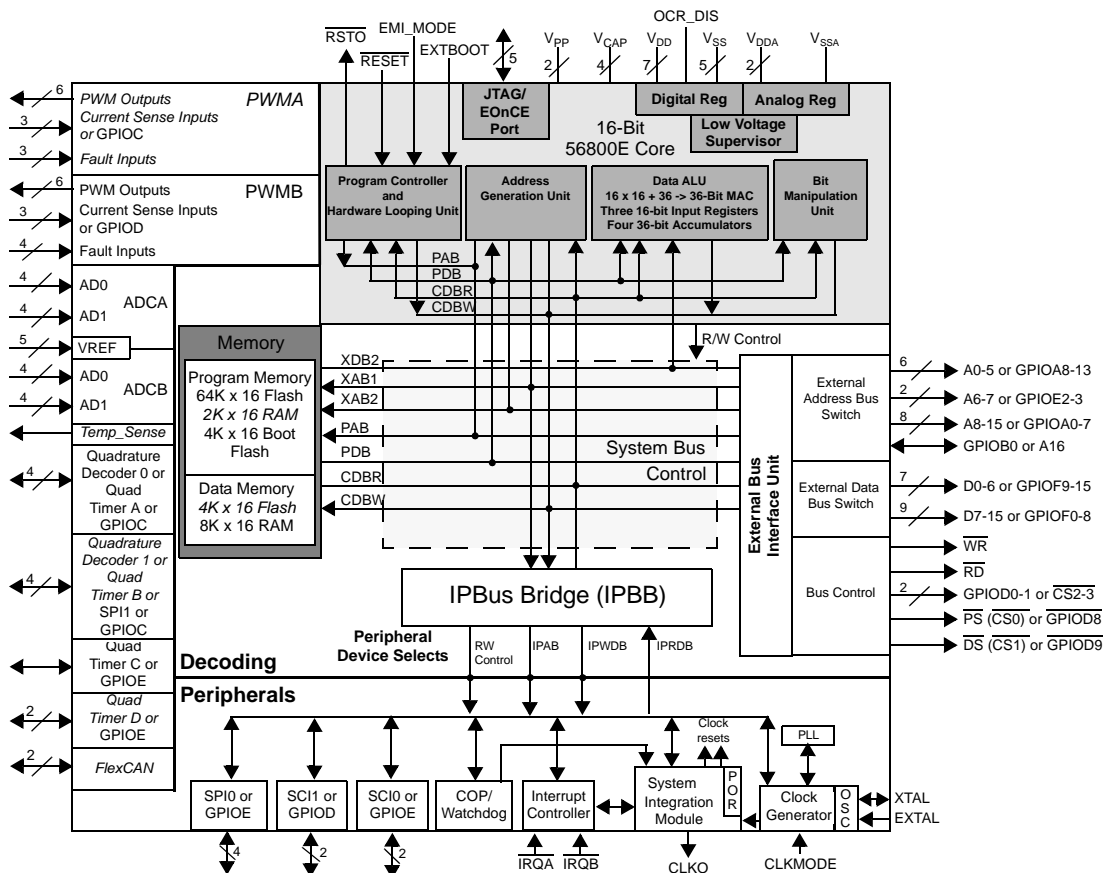 OCR_DIS
RSTO
EMI_MODE
RESET
EXTBOOT
5
VPP
2
VCAP
4
VDD
7
VSS
5
VDDA
2
VSSA
6
PWM Outputs
PWMA
3
Current Sense Inputs
or GPIOC
3
Fault Inputs
6
PWM Outputs
PWMB
3
Current Sense Inputs
or GPIOD
4
Fault Inputs
4
AD0
ADCA
4
AD1
5
VREF
4
AD0
ADCB
4
AD1
Temp_Sense
4
Quadrature
Decoder 0 or
Quad
Timer A or
GPIOC
4
Quadrature
Decoder 1 or
Quad
Timer B or
SPI1 or
GPIOC
Quad
Timer C or
GPIOE
2
Quad
Timer D or
GPIOE
2
FlexCAN
JTAG/
EOnCE
Port
Digital Reg
Analog Reg
Low Voltage
Supervisor
16-Bit
56800E Core
Program Controller
and
Hardware Looping Unit
Address
Generation Unit
Data ALU
16 x 16 + 36 -> 36-Bit MAC
Three 16-bit Input Registers
Four 36-bit Accumulators
Bit
Manipulation
Unit
PAB
PDB
CDBR
CDBW
R/W Control
Memory
Program Memory
64K x 16 Flash
2K x 16 RAM
4K x 16 Boot
Flash
Data Memory
4K x 16 Flash
8K x 16 RAM
XDB2
XAB1
XAB2
PAB
PDB
CDBR
CDBW
System Bus
Control
External Bus
Interface Unit
External
Address Bus
Switch
External Data
Bus Switch
Bus Control
6
A0-5 or GPIOA8-13
2
A6-7 or GPIOE2-3
8
A8-15 or GPIOA0-7
GPIOB0 or A16
7
D0-6 or GPIOF9-15
9
D7-15 or GPIOF0-8
WR
RD
2
GPIOD0-1 or CS2-3
PS (CS0) or GPIOD8
DS (CS1) or GPIOD9
IPBus Bridge (IPBB)
Peripheral
Device Selects
RW
Control
IPAB
IPWDB
IPRDB
Decoding
Peripherals
Clock
resets
PLL
SPI0 or
GPIOE
SCI1 or
GPIOD
SCI0 or
GPIOE
COP/
Watchdog
Interrupt
Controller
System
Integration
Module
POR
Clock
Generator
OSC
XTAL
EXTAL
4
2
2
IRQA
IRQB
CLKO
CLKMODE